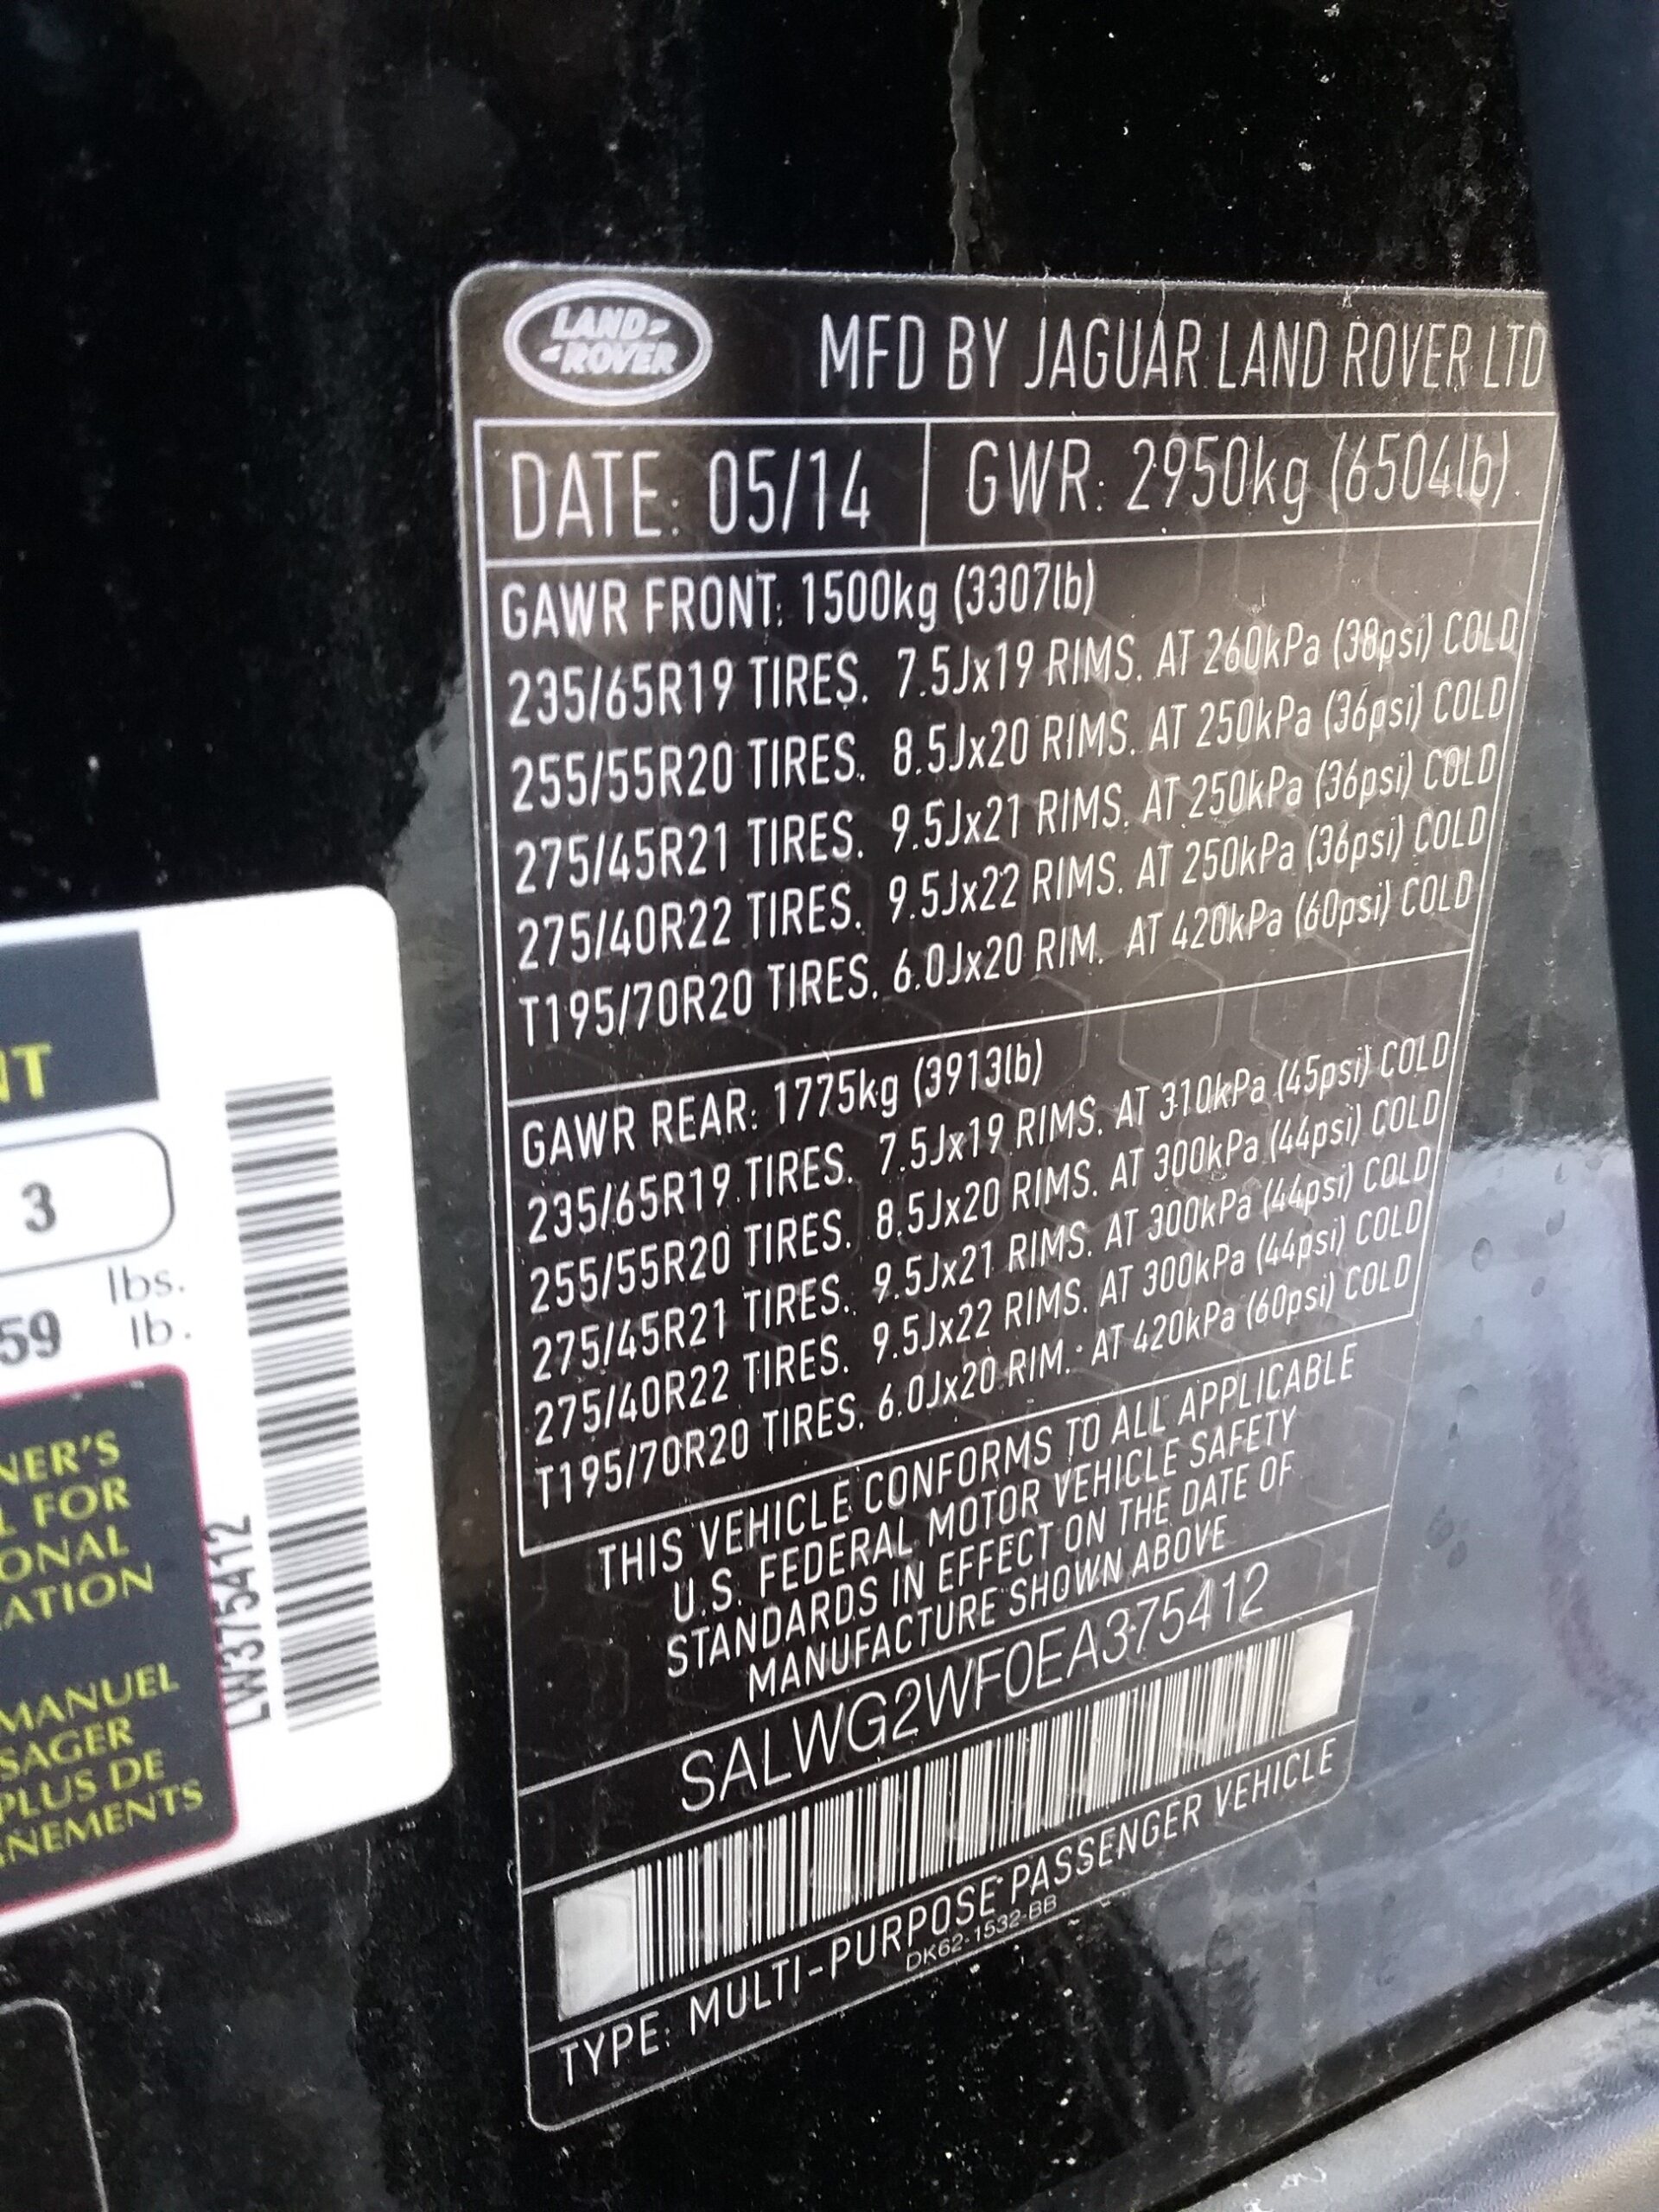 LAND-
-ROVER
MFD BY JAGUAR LAND ROVER LTD
DATE: 05/14
GWR: 2950kg (6504lb).
GAWR FRONT: 1500kg (3307lb)
235/65R19 TIRES. 7.5Jx19 RIMS. AT 260kPa (38psi) COLD
255/55R20 TIRES. 8.5Jx20 RIMS. AT 250kPa (36psi) COLD
275/45R21 TIRES. 9.5Jx21 RIMS. AT 250kPa (36psi) COLD
275/40R22 TIRES. 9.5Jx22 RIMS. AT 250kPa (36psi) COLD
T195/70R20 TIRES. 6.0Jx20 RIM. AT 420kPa (60psi) COLD
GAWR REAR: 1775kg (3913lb)
235/65R19 TIRES. 7.5Jx19 RIMS. AT 310kPa (45psi) COLD
255/55R20 TIRES. 8.5Jx20 RIMS. AT 300kPa (44psi) COLD
275/45R21 TIRES. 9.5Jx21 RIMS. AT 300kPa (44psi) COLD
275/40R22 TIRES. 9.5Jx22 RIMS. AT 300kPa (44psi) COLD
T195/70R20 TIRES. 6.0Jx20 RIM. AT 420kPa (60psi) COLD
THIS VEHICLE CONFORMS TO ALL APPLICABLE
U.S. FEDERAL MOTOR VEHICLE SAFETY
STANDARDS IN EFFECT ON THE DATE OF
MANUFACTURE SHOWN ABOVE
SALWG2WF0EA375412
TYPE: MULTI-PURPOSE PASSENGER VEHICLE
DK62-1532-BB
NT
3
lbs.
59 lb.
NER'S
L FOR
ONAL
ATION
MANUEL
SAGER
PLUS DE
GNEMENTS
LW375412